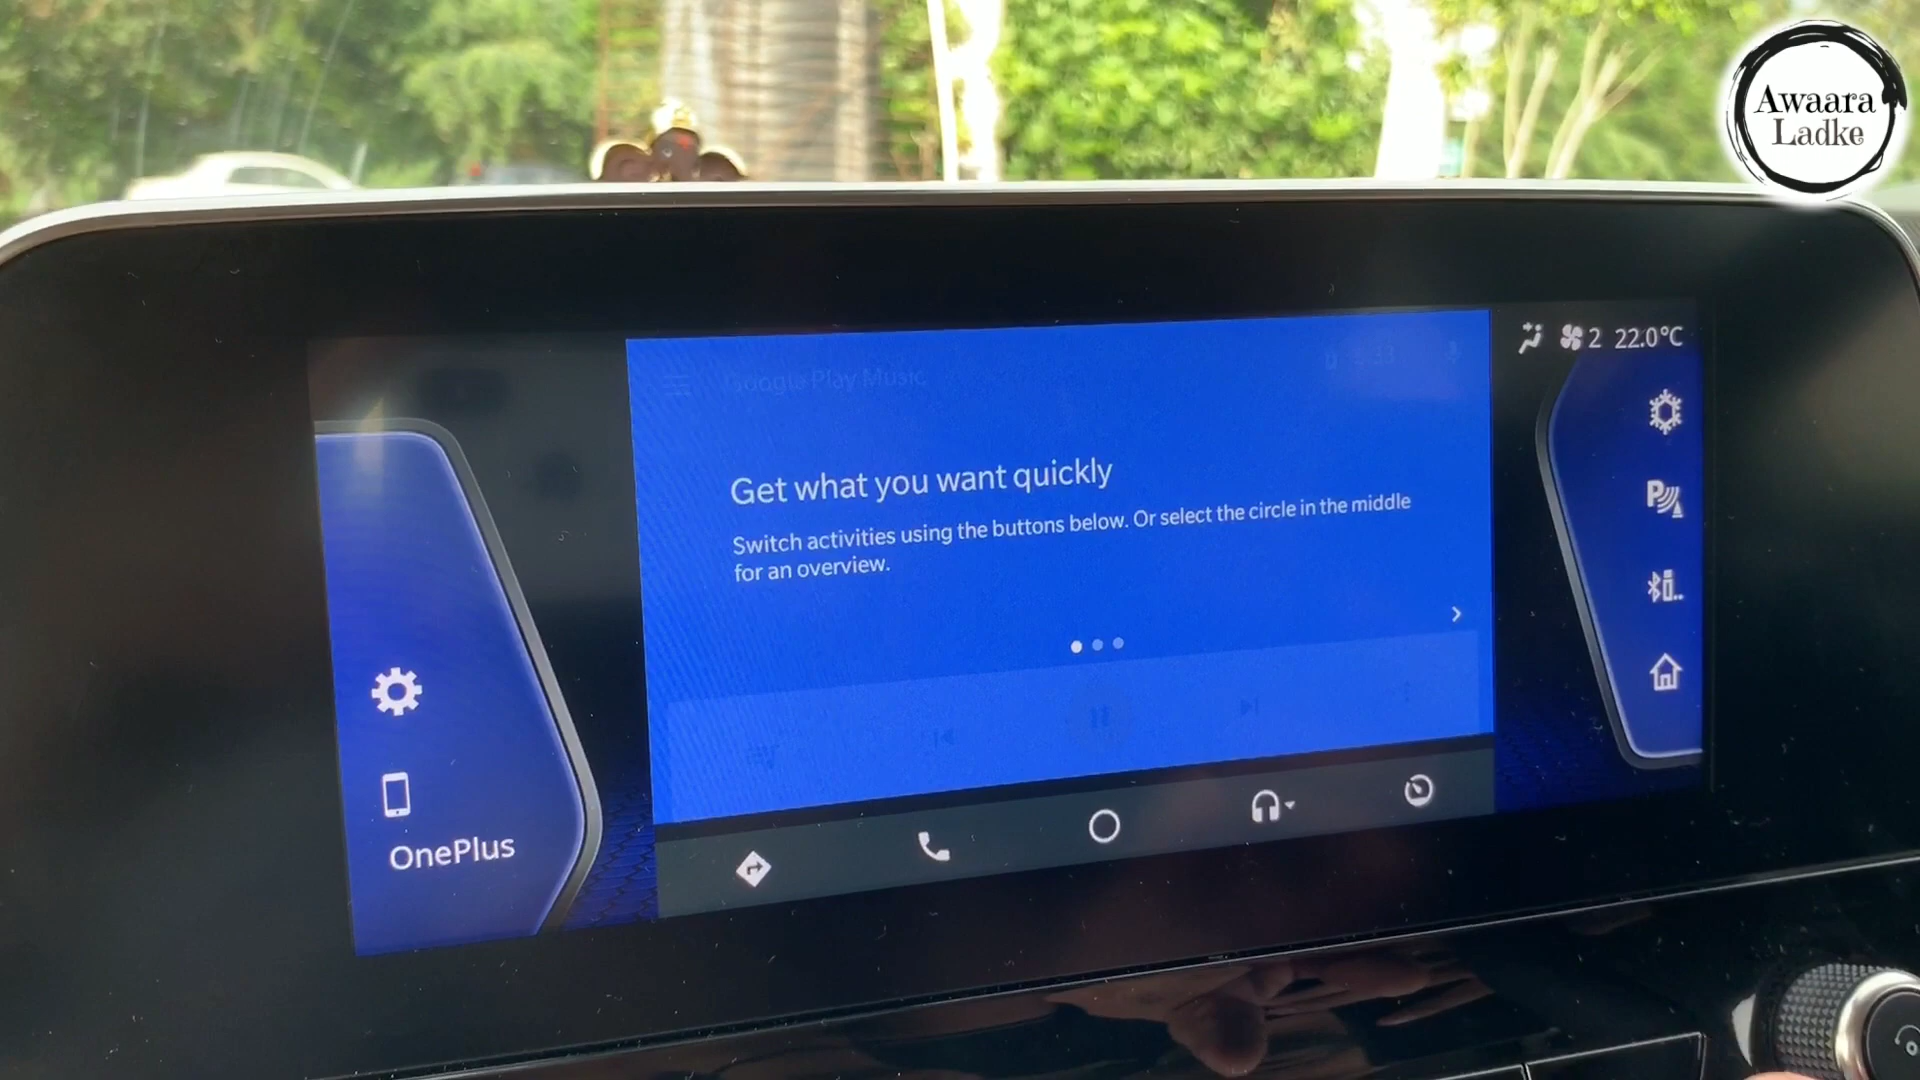 Awaara
Ladke
2 22.0°C
Google Play Music
Get what you want quickly
Switch activities using the buttons below. Or select the circle in the middle
for an overview.
P
OnePlus